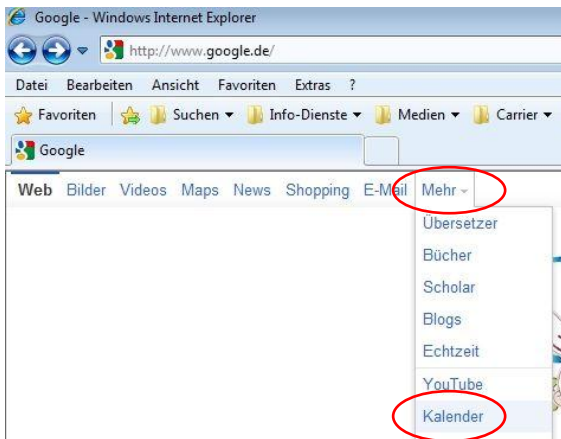 Google - Windows Internet Explorer
http://www.google.de/
Datei Bearbeiten Ansicht Favoriten Extras ?
Favoriten Suchen Info-Dienste Medien Carrier
Google
Web Bilder Videos Maps News Shopping E-Mail Mehr
Übersetzer
Bücher
Scholar
Blogs
Echtzeit
YouTube
Kalender